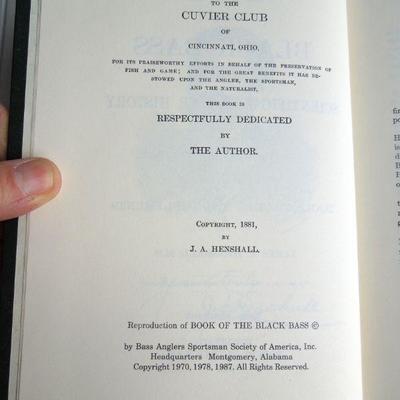 TO THE
CUVIER CLUB
OF
CINCINNATI, OHIO,
FOR ITS PRAISEWORTHY EFFORTS IN BEHALF OF THE PRESERVATION OF
FISH AND GAME; AND FOR THE GREAT BENEFITS IT HAS BE-
STOWED UPON THE ANGLER, THE SPORTSMAN,
AND THE NATURALIST,
THIS BOOK IS
RESPECTFULLY DEDICATED
BY
THE AUTHOR.
COPYRIGHT, 1881,
BY
J. A. HENSHALL.
Reproduction of BOOK OF THE BLACK BASS ©
by Bass Anglers Sportsman Society of America, Inc.
Headquarters Montgomery, Alabama
Copyright 1970, 1978, 1987. All Rights Reserved.